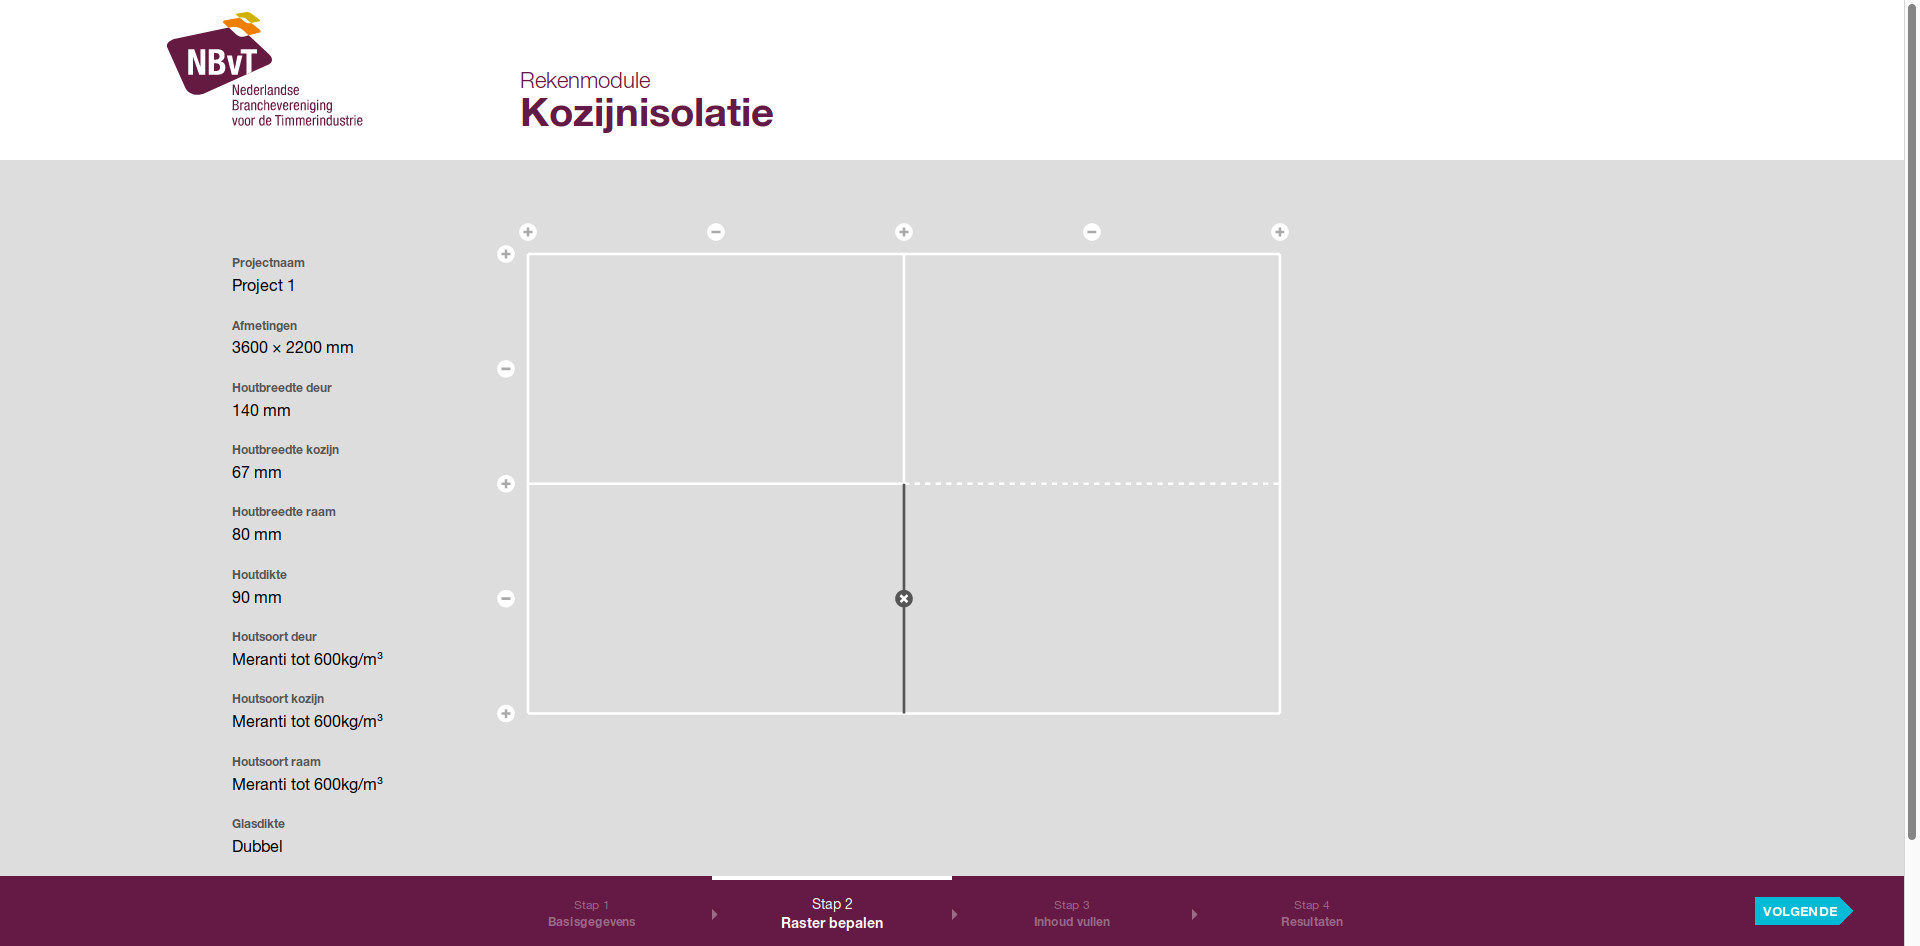 NBvT
Nederlandse
Branchevereniging
voor de Timmerindustrie
Rekenmodule
Kozijnisolatie
Projectnaam
Project 1
Afmetingen
3600 × 2200 mm
Houtbreedte deur
140 mm
Houtbreedte kozijn
67 mm
Houtbreedte raam
80 mm
Houtdikte
90 mm
Houtsoort deur
Meranti tot 600kg/m³
Houtsoort kozijn
Meranti tot 600kg/m³
Houtsoort raam
Meranti tot 600kg/m³
Glasdikte
Dubbel
Stap 1
Basisgegevens
Stap 2
Raster bepalen
Stap 3
Inhoud vullen
Stap 4
Resultaten
VOLGENDE